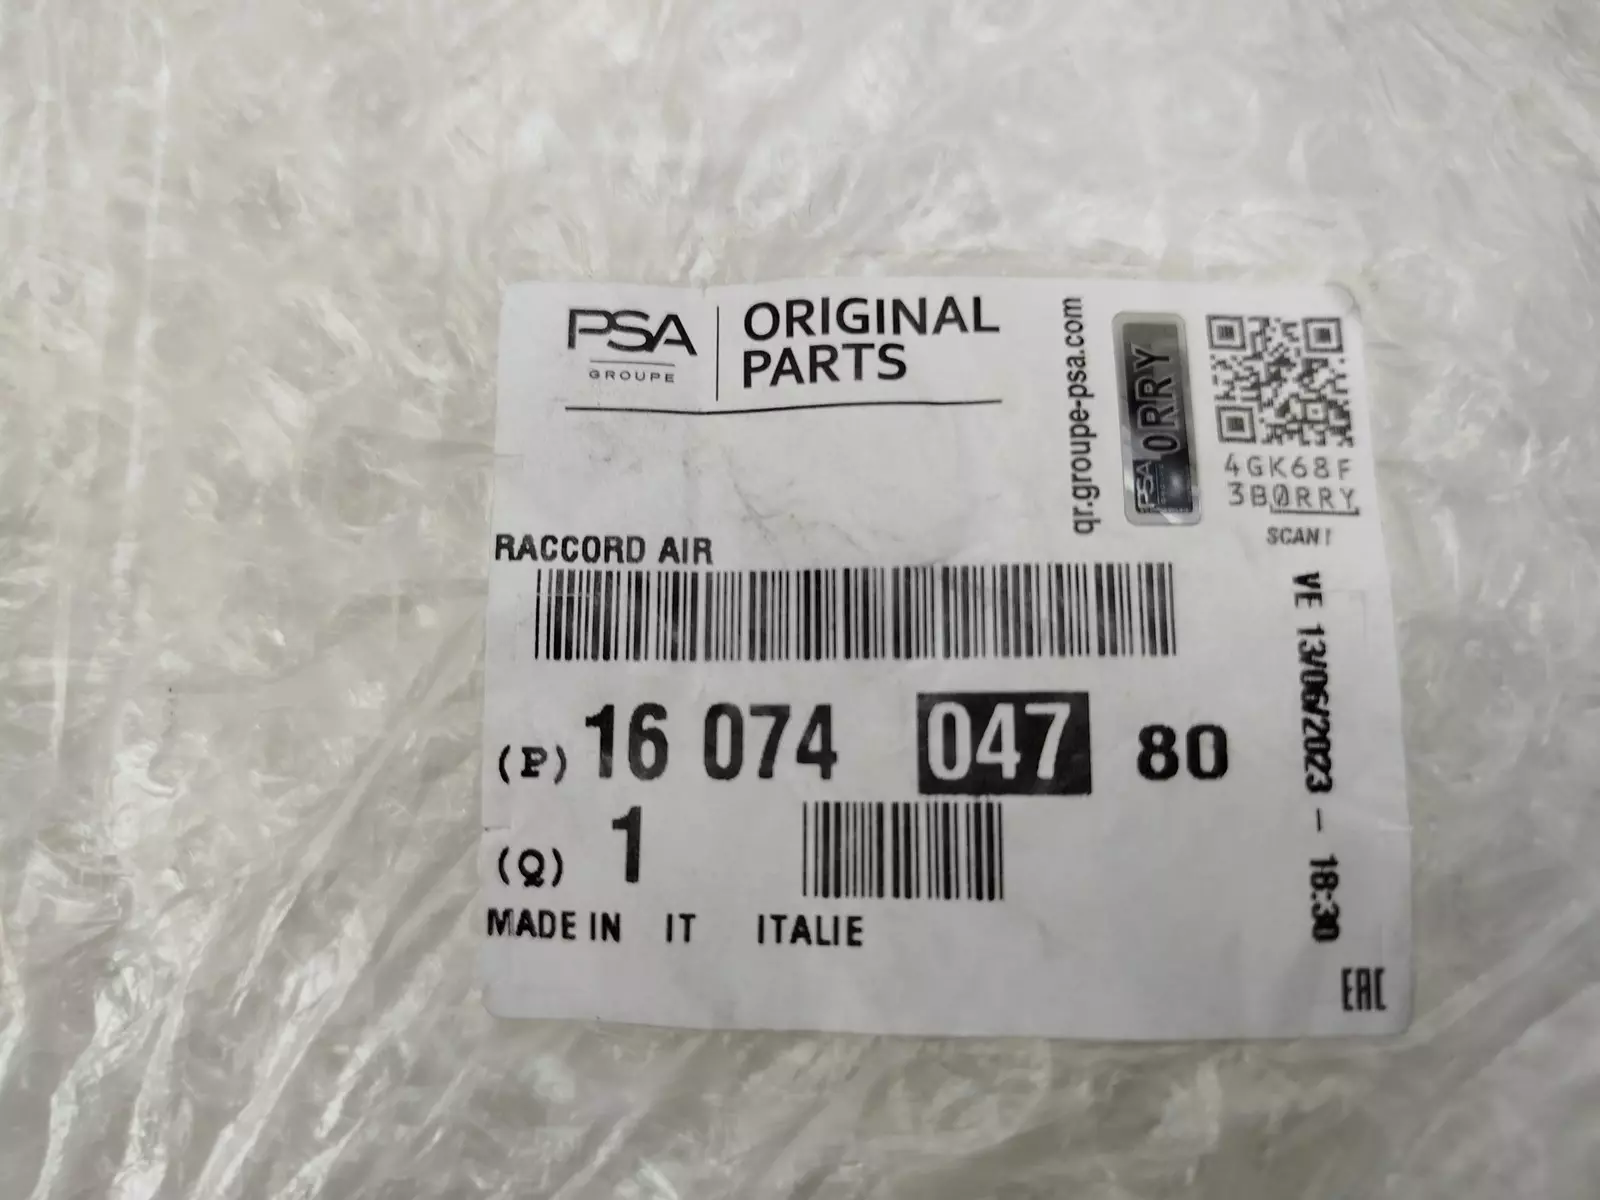 PSA
GROUPE
ORIGINAL
PARTS
qr.groupe-psa.com
PSA 0RRY
4GK68F
3B0RRY
SCAN!
RACCORD AIR
(P) 16 074 047 80
(Q) 1
MADE IN IT ITALIE
VE 13/06/2023 - 18:30
EAC